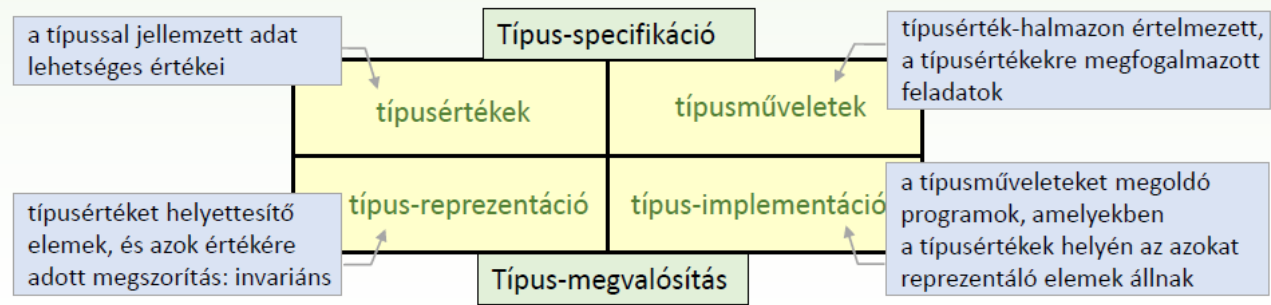 a típussal jellemzett adat
lehetséges értékei
Típus-specifikáció
típusérték-halmazon értelmezett,
a típusértékekre megfogalmazott
feladatok
típusértékek
típusműveletek
típus-reprezentáció
típus-implementáció
típusértéket helyettesítő
elemek, és azok értékére
adott megszorítás: invariáns
a típusműveleteket megoldó
programok, amelyekben
a típusértékek helyén az azokat
reprezentáló elemek állnak
Típus-megvalósítás